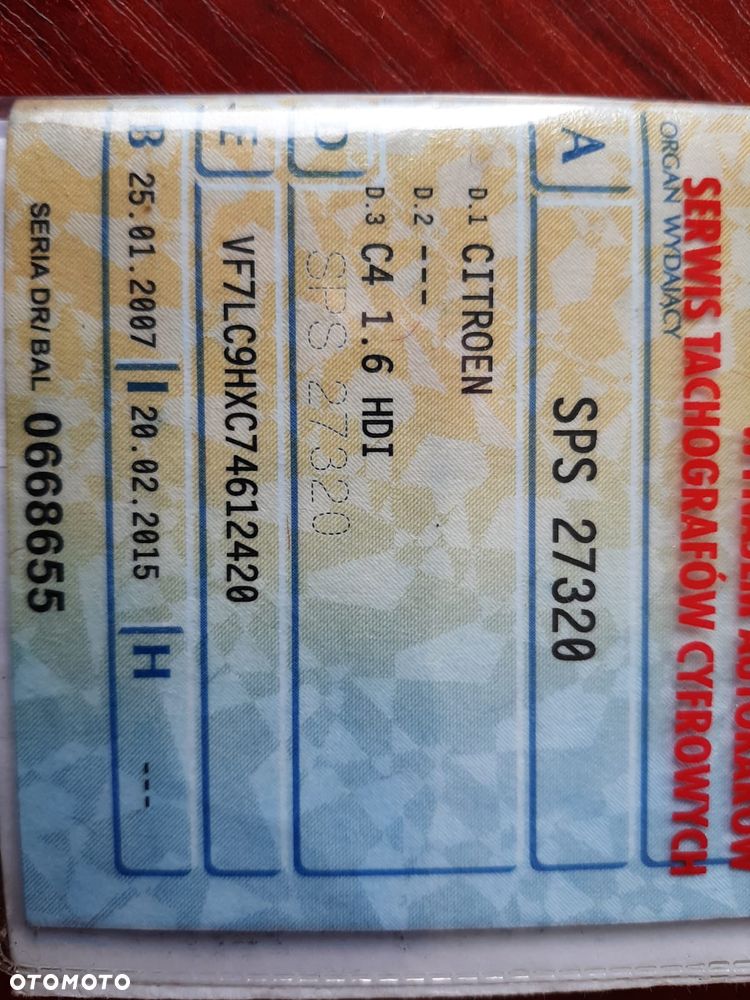 SERWIS TACHOGRAFÓW CYFROWYCH
ORGAN WYDAJĄCY
A SPS 27320
D.1 CITROEN
D.2 ---
D
D.3 C4 1.6 HDI
SPS 27320
E VF7LC9HXC74612420
B 25.01.2007 I 20.02.2015 H ---
SERIA DR/BAL 0668655
OTOMOTO